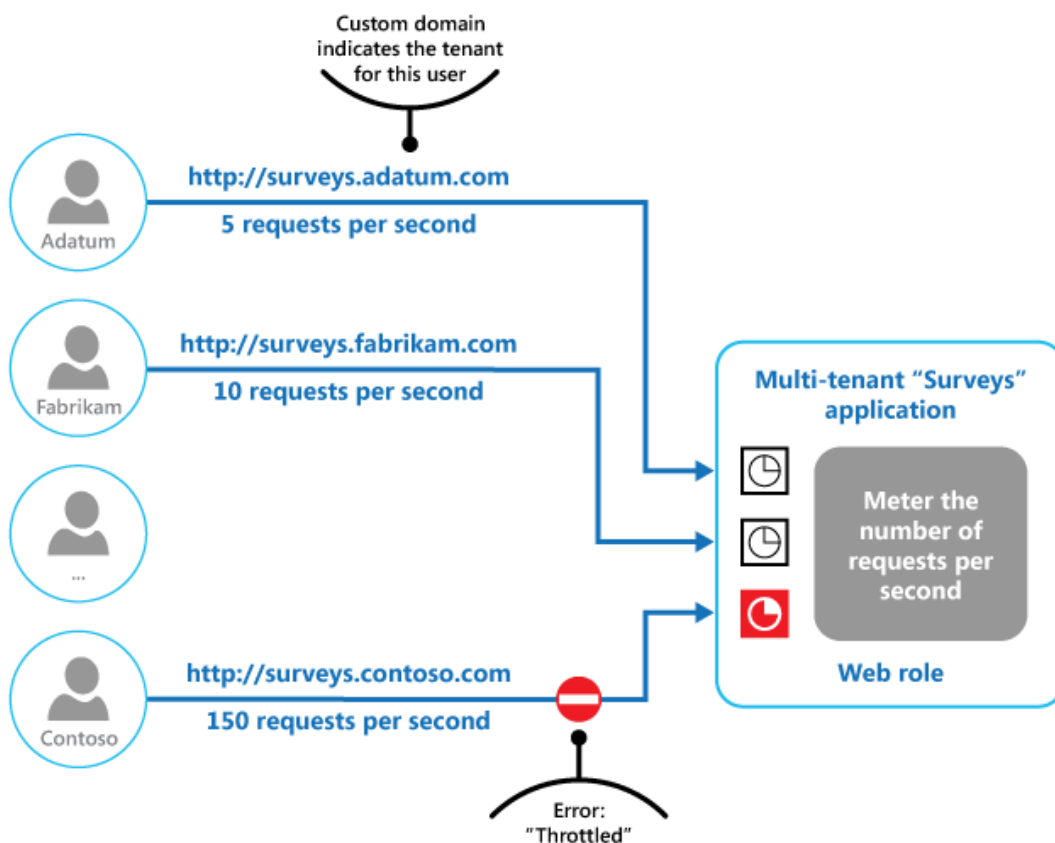 Custom domain
indicates the tenant
for this user
http://surveys.adatum.com
5 requests per second
Adatum
http://surveys.fabrikam.com
10 requests per second
Fabrikam
...
http://surveys.contoso.com
150 requests per second
Contoso
Error:
“Throttled”
Multi-tenant “Surveys”
application
Meter the
number of
requests per
second
Web role